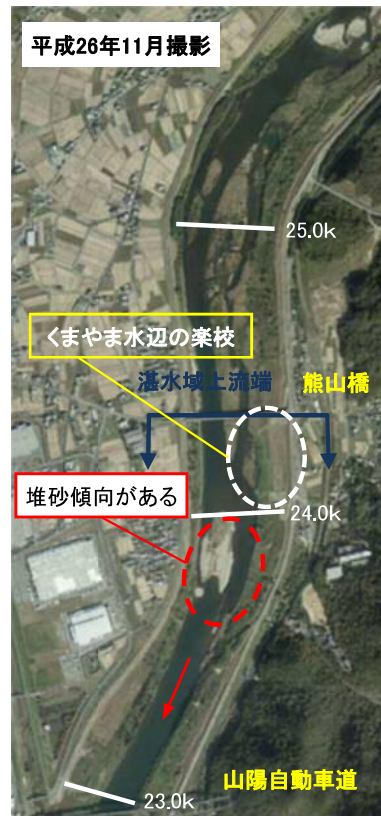 平成26年11月撮影
25.0k
くまやま水辺の楽校
湛水域上流端
熊山橋
堆砂傾向がある
24.0k
山陽自動車道
23.0k